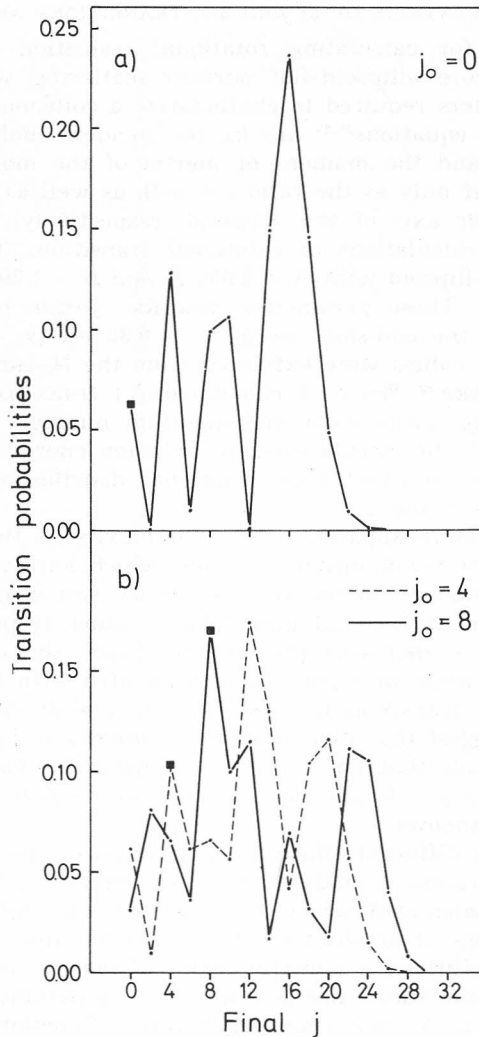 a)
j₀ = 0
0.25
0.20
0.15
0.10
0.05
0.00
Transition probabilities
b)
j₀ = 4
j₀ = 8
0.15
0.10
0.05
0.00
0 4 8 12 16 20 24 28 32
Final j